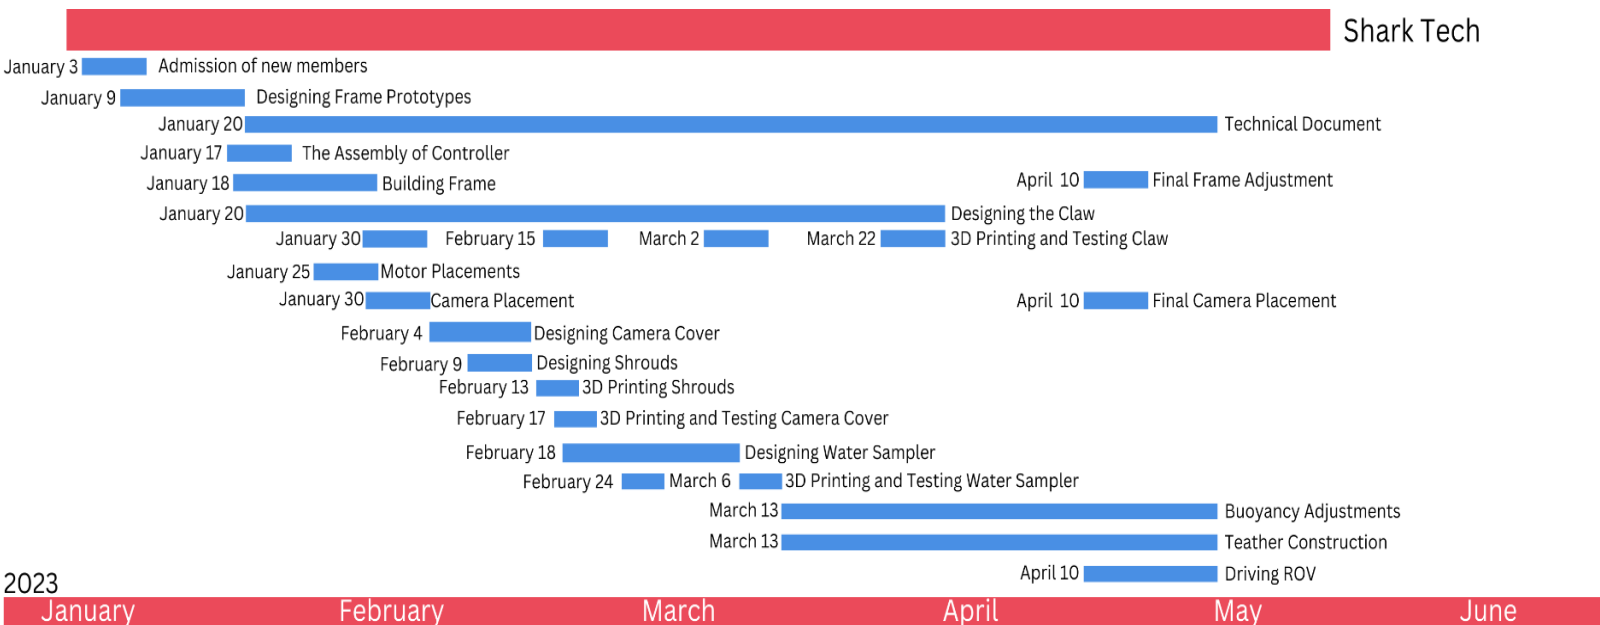 Shark Tech
January 3 Admission of new members
January 9 Designing Frame Prototypes
January 20 Technical Document
January 17 The Assembly of Controller
January 18 Building Frame April 10 Final Frame Adjustment
January 20 Designing the Claw
January 30 February 15 March 2 March 22 3D Printing and Testing Claw
January 25 Motor Placements
January 30 Camera Placement April 10 Final Camera Placement
February 4 Designing Camera Cover
February 9 Designing Shrouds
February 13 3D Printing Shrouds
February 17 3D Printing and Testing Camera Cover
February 18 Designing Water Sampler
February 24 March 6 3D Printing and Testing Water Sampler
March 13 Buoyancy Adjustments
March 13 Teather Construction
April 10 Driving ROV
2023
January February March April May June